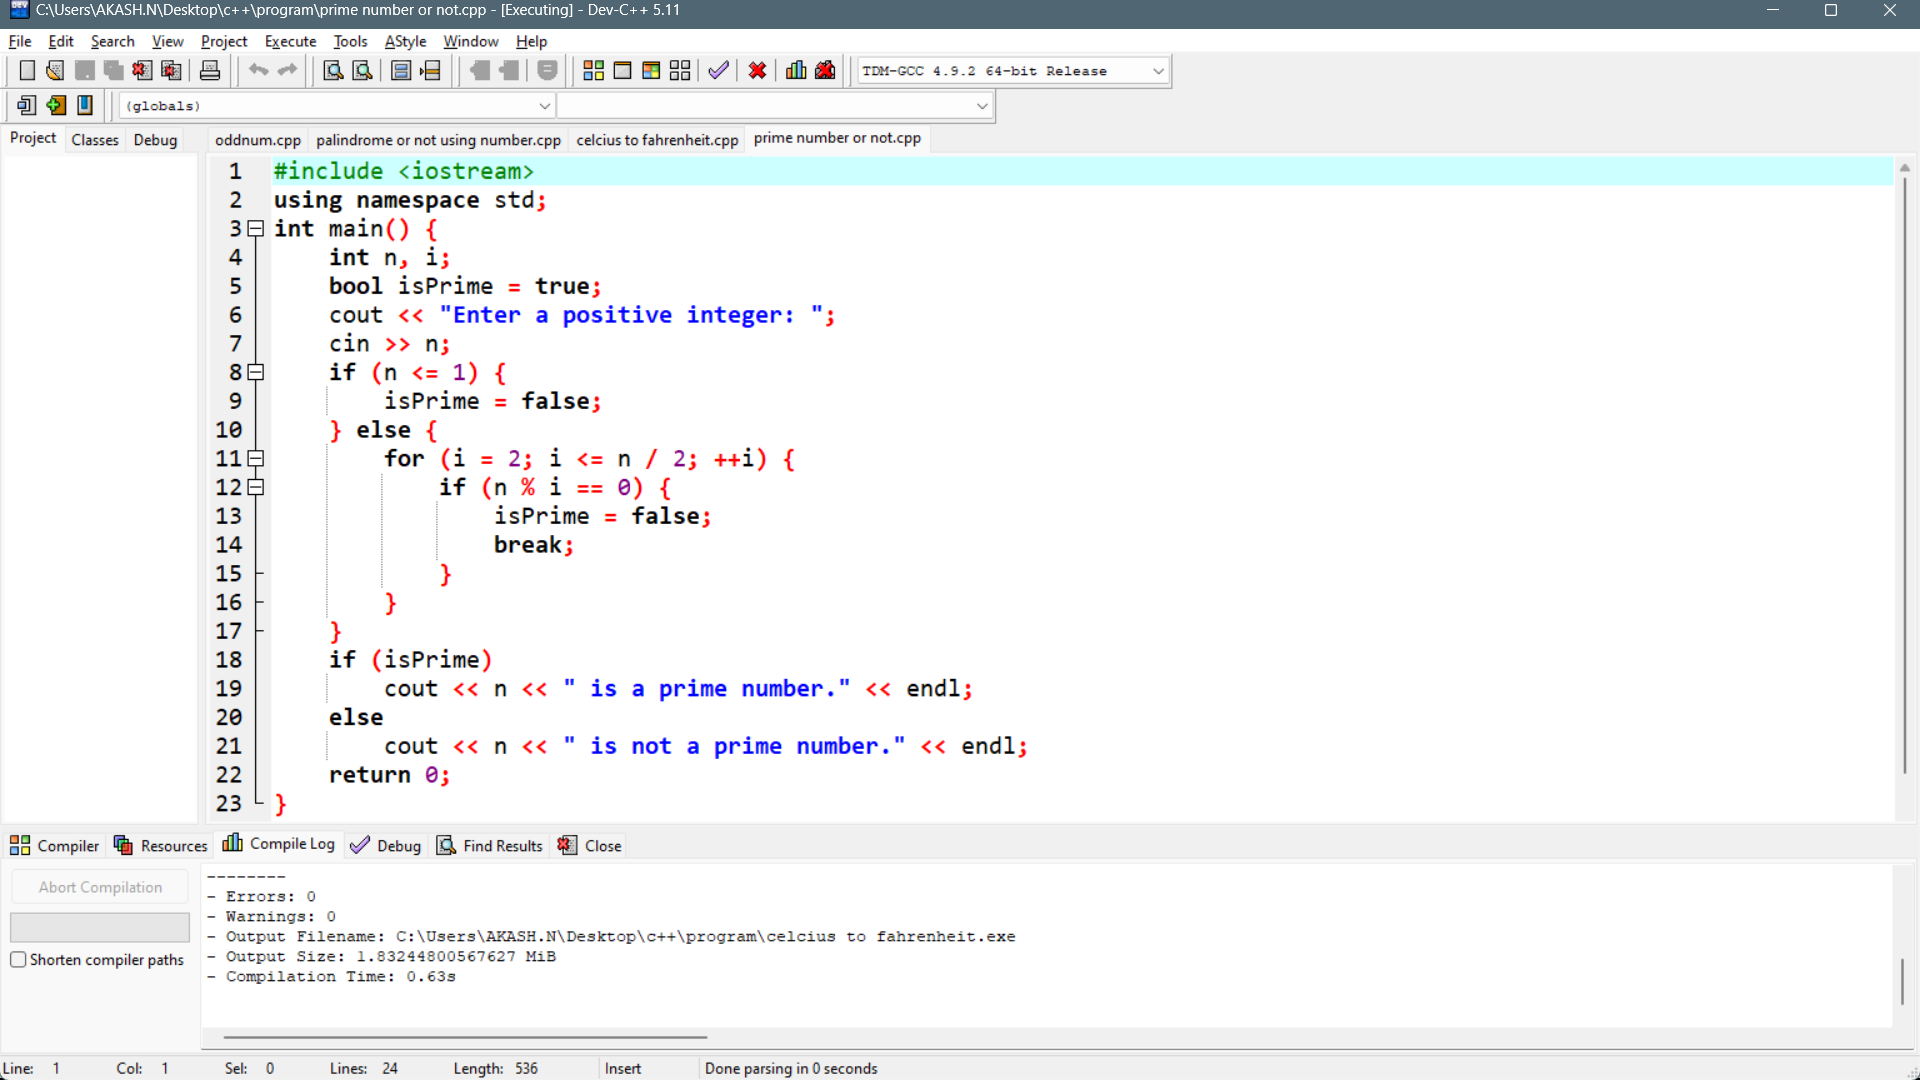 C:\Users\AKASH.N\Desktop\c++\program\prime number or not.cpp - [Executing] - Dev-C++ 5.11
File Edit Search View Project Execute Tools AStyle Window Help
TDM-GCC 4.9.2 64-bit Release
(globals)
Project Classes Debug oddnum.cpp palindrome or not using number.cpp celcius to fahrenheit.cpp prime number or not.cpp
1 #include <iostream>
2 using namespace std;
3 int main() {
4 int n, i;
5 bool isPrime = true;
6 cout << "Enter a positive integer: ";
7 cin >> n;
8 if (n <= 1) {
9 isPrime = false;
10 } else {
11 for (i = 2; i <= n / 2; ++i) {
12 if (n % i == 0) {
13 isPrime = false;
14 break;
15 }
16 }
17 }
18 if (isPrime)
19 cout << n << " is a prime number." << endl;
20 else
21 cout << n << " is not a prime number." << endl;
22 return 0;
23 }
Compiler Resources Compile Log Debug Find Results Close
Abort Compilation
Shorten compiler paths
--------
- Errors: 0
- Warnings: 0
- Output Filename: C:\Users\AKASH.N\Desktop\c++\program\celcius to fahrenheit.exe
- Output Size: 1.83244800567627 MiB
- Compilation Time: 0.63s
Line: 1 Col: 1 Sel: 0 Lines: 24 Length: 536 Insert Done parsing in 0 seconds